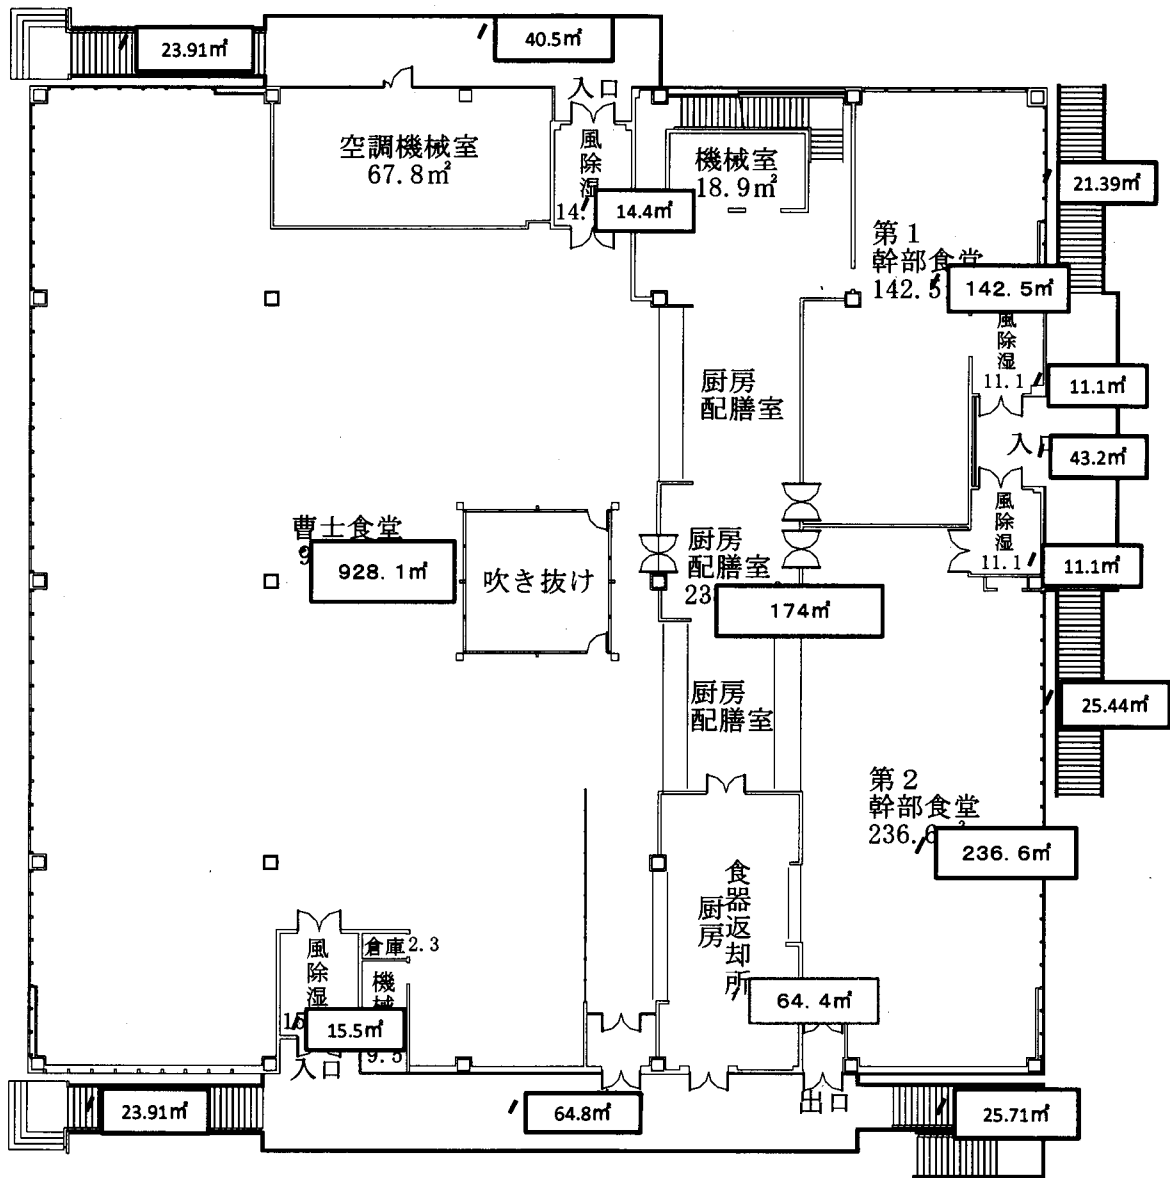 23.91㎡
40.5㎡
入口
空調機械室
67.8㎡
風除湿
14.
14.4㎡
機械室
18.9㎡
21.39㎡
第１
幹部食堂
142.5
142.5㎡
風除湿
11.1
11.1㎡
厨房
配膳室
入口
43.2㎡
風除湿
11.1
11.1㎡
曹士食堂
9
928.1㎡
吹き抜け
厨房
配膳室
23
174㎡
厨房
配膳室
25.44㎡
第２
幹部食堂
236.6
236.6㎡
食器返却所
厨房
64.4㎡
風除湿
15.5㎡
倉庫2.3
機械
9.5
入口
出口
23.91㎡
64.8㎡
25.71㎡